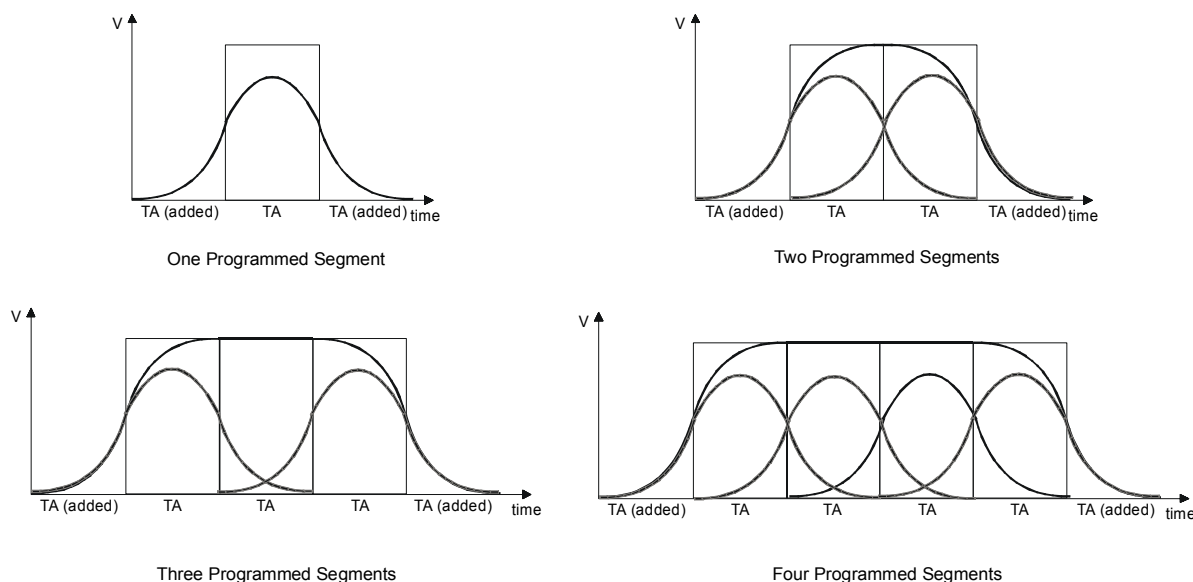 V
TA (added) TA TA (added) time
One Programmed Segment
V
TA (added) TA TA TA (added) time
Two Programmed Segments
V
TA (added) TA TA TA TA (added) time
Three Programmed Segments
V
TA (added) TA TA TA TA TA (added) time
Four Programmed Segments